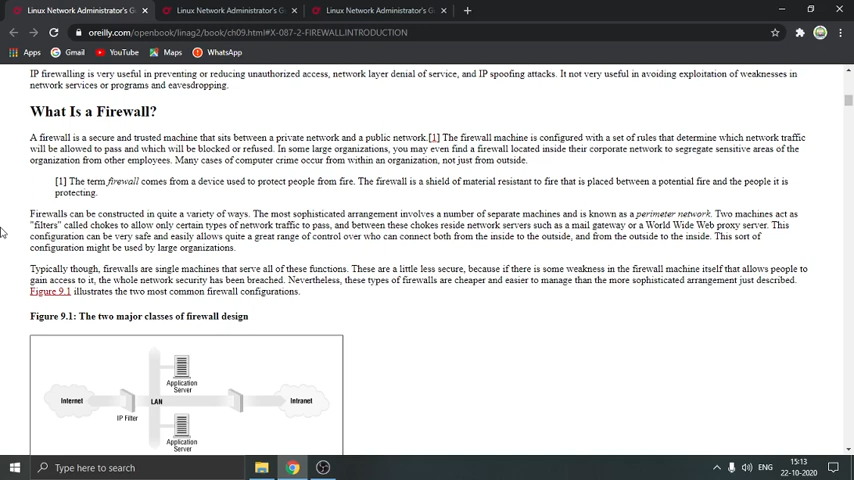 Linux Network Administrator's G
Linux Network Administrator's G
Linux Network Administrator's G
oreilly.com/openbook/linag2/book/ch09.html#X-087-2-FIREWALL.INTRODUCTION
Apps Gmail YouTube Maps WhatsApp
IP firewalling is very useful in preventing or reducing unauthorized access, network layer denial of service, and IP spoofing attacks. It not very useful in avoiding exploitation of weaknesses in
network services or programs and eavesdropping.
What Is a Firewall?
A firewall is a secure and trusted machine that sits between a private network and a public network.[1] The firewall machine is configured with a set of rules that determine which network traffic
will be allowed to pass and which will be blocked or refused. In some large organizations, you may even find a firewall located inside their corporate network to segregate sensitive areas of the
organization from other employees. Many cases of computer crime occur from within an organization, not just from outside.
[1] The term firewall comes from a device used to protect people from fire. The firewall is a shield of material resistant to fire that is placed between a potential fire and the people it is
protecting.
Firewalls can be constructed in quite a variety of ways. The most sophisticated arrangement involves a number of separate machines and is known as a perimeter network. Two machines act as
"filters" called chokes to allow only certain types of network traffic to pass, and between these chokes reside network servers such as a mail gateway or a World Wide Web proxy server. This
configuration can be very safe and easily allows quite a great range of control over who can connect both from the inside to the outside, and from the outside to the inside. This sort of
configuration might be used by large organizations.
Typically though, firewalls are single machines that serve all of these functions. These are a little less secure, because if there is some weakness in the firewall machine itself that allows people to
gain access to it, the whole network security has been breached. Nevertheless, these types of firewalls are cheaper and easier to manage than the more sophisticated arrangement just described.
Figure 9.1 illustrates the two most common firewall configurations.
Figure 9.1: The two major classes of firewall design
Application
Server
Internet
LAN
Intranet
IP Filter
Application
Server
Type here to search
ENG
15:13
22-10-2020